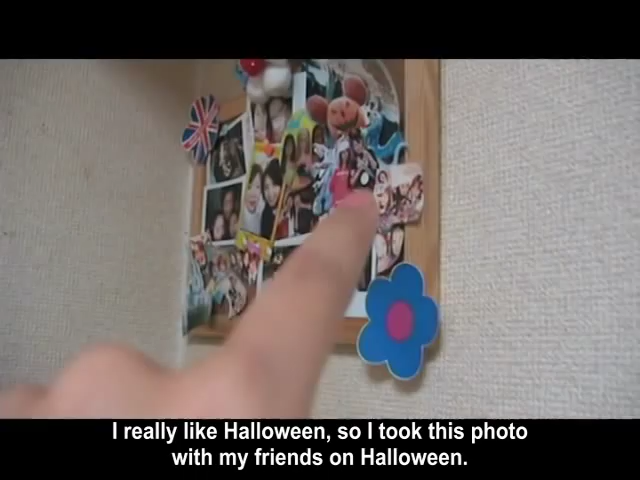 I really like Halloween, so I took this photo
with my friends on Halloween.